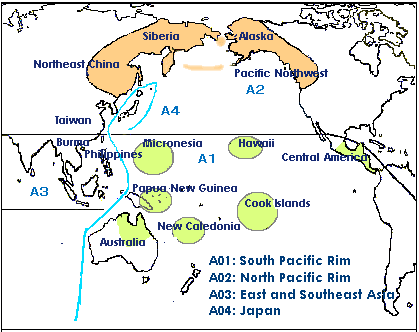 Siberia
Alaska
Northeast China
Pacific Northwest
A2
A4
Taiwan
Burma
Micronesia
Hawaii
Philippines
A1
Central America
A3
Papua New Guinea
Cook Islands
New Caledonia
Australia
A01: South Pacific Rim
A02: North Pacific Rim
A03: East and Southeast Asia
A04: Japan